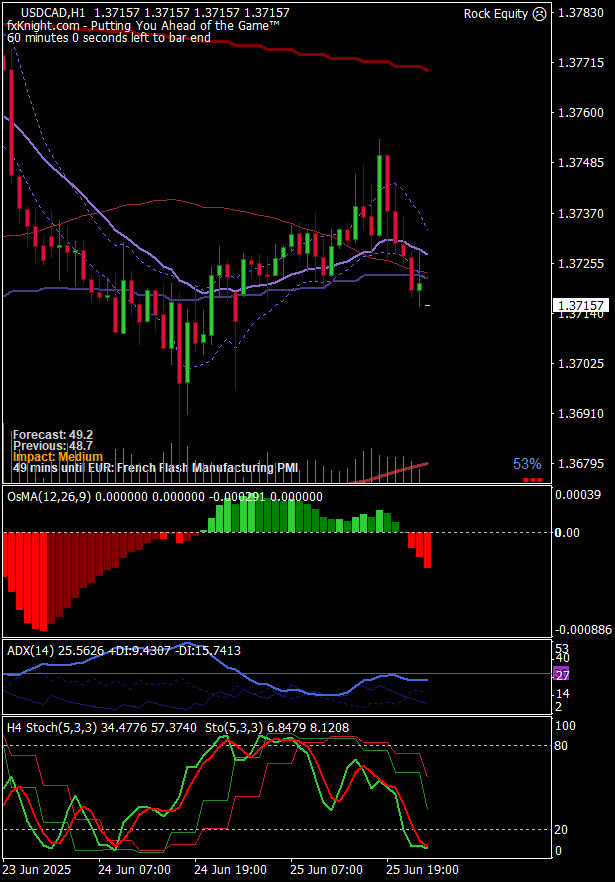 USDCAD,H1 1.37157 1.37157 1.37157 1.37157
Rock Equity
fxKnight.com - Putting You Ahead of the Game™
60 minutes 0 seconds left to bar end
1.37830
1.37715
1.37600
1.37485
1.37370
1.37255
1.37157
1.37140
1.37025
1.36910
1.36795
Forecast: 49.2
Previous: 48.7
Impact: Medium
49 mins until EUR: French Flash Manufacturing PMI
53%
OsMA(12,26,9) 0.000000 0.000000 -0.000291 0.000000
0.00039
0.00
-0.000886
ADX(14) 25.5626 +DI:9.4307 -DI:15.7413
53
40
27
14
2
H4 Stoch(5,3,3) 34.4776 57.3740 Sto(5,3,3) 6.8479 8.1208
100
80
20
0
23 Jun 2025 24 Jun 07:00 24 Jun 19:00 25 Jun 07:00 25 Jun 19:00